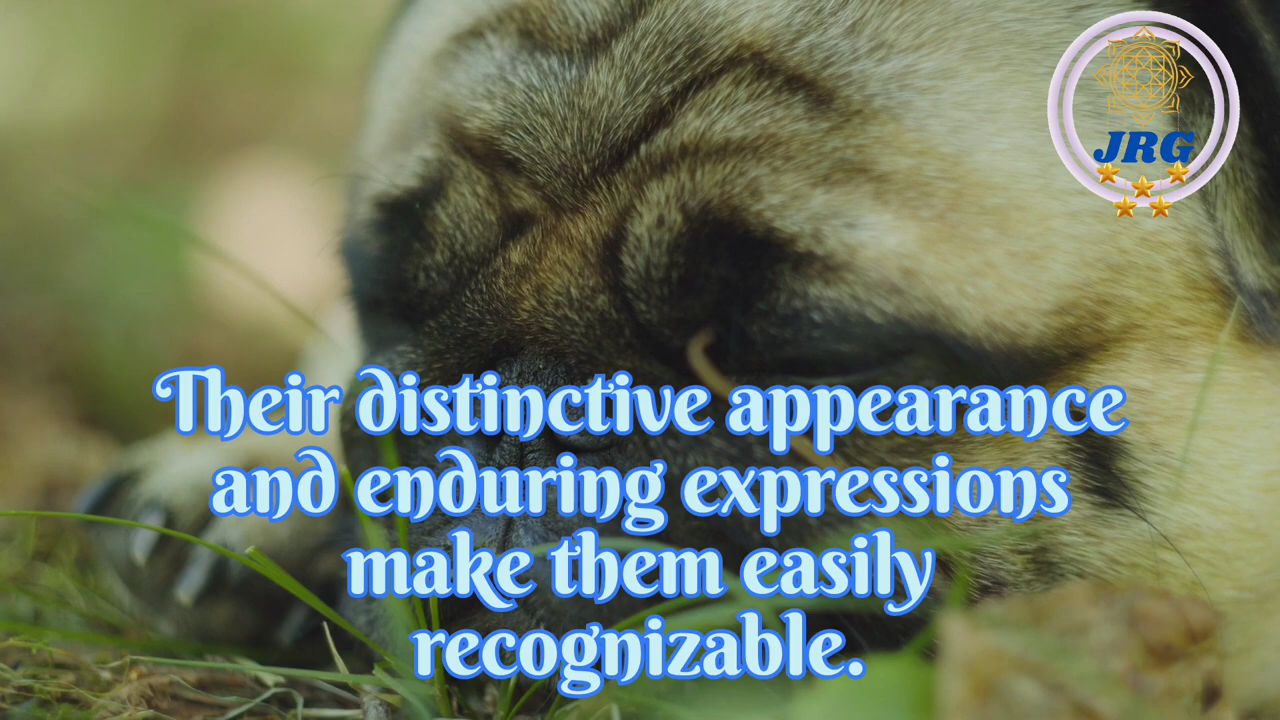 JRG
Their distinctive appearance
and enduring expressions
make them easily
recognizable.